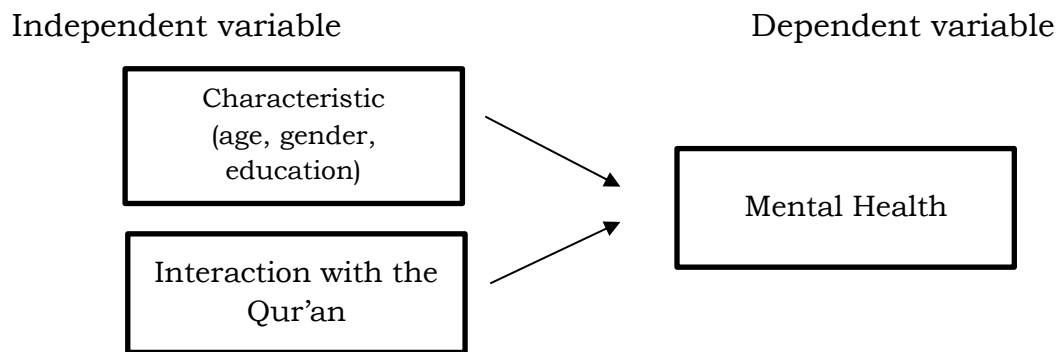 Independent variable
Dependent variable
Characteristic
(age, gender,
education)
Mental Health
Interaction with the
Qur’an